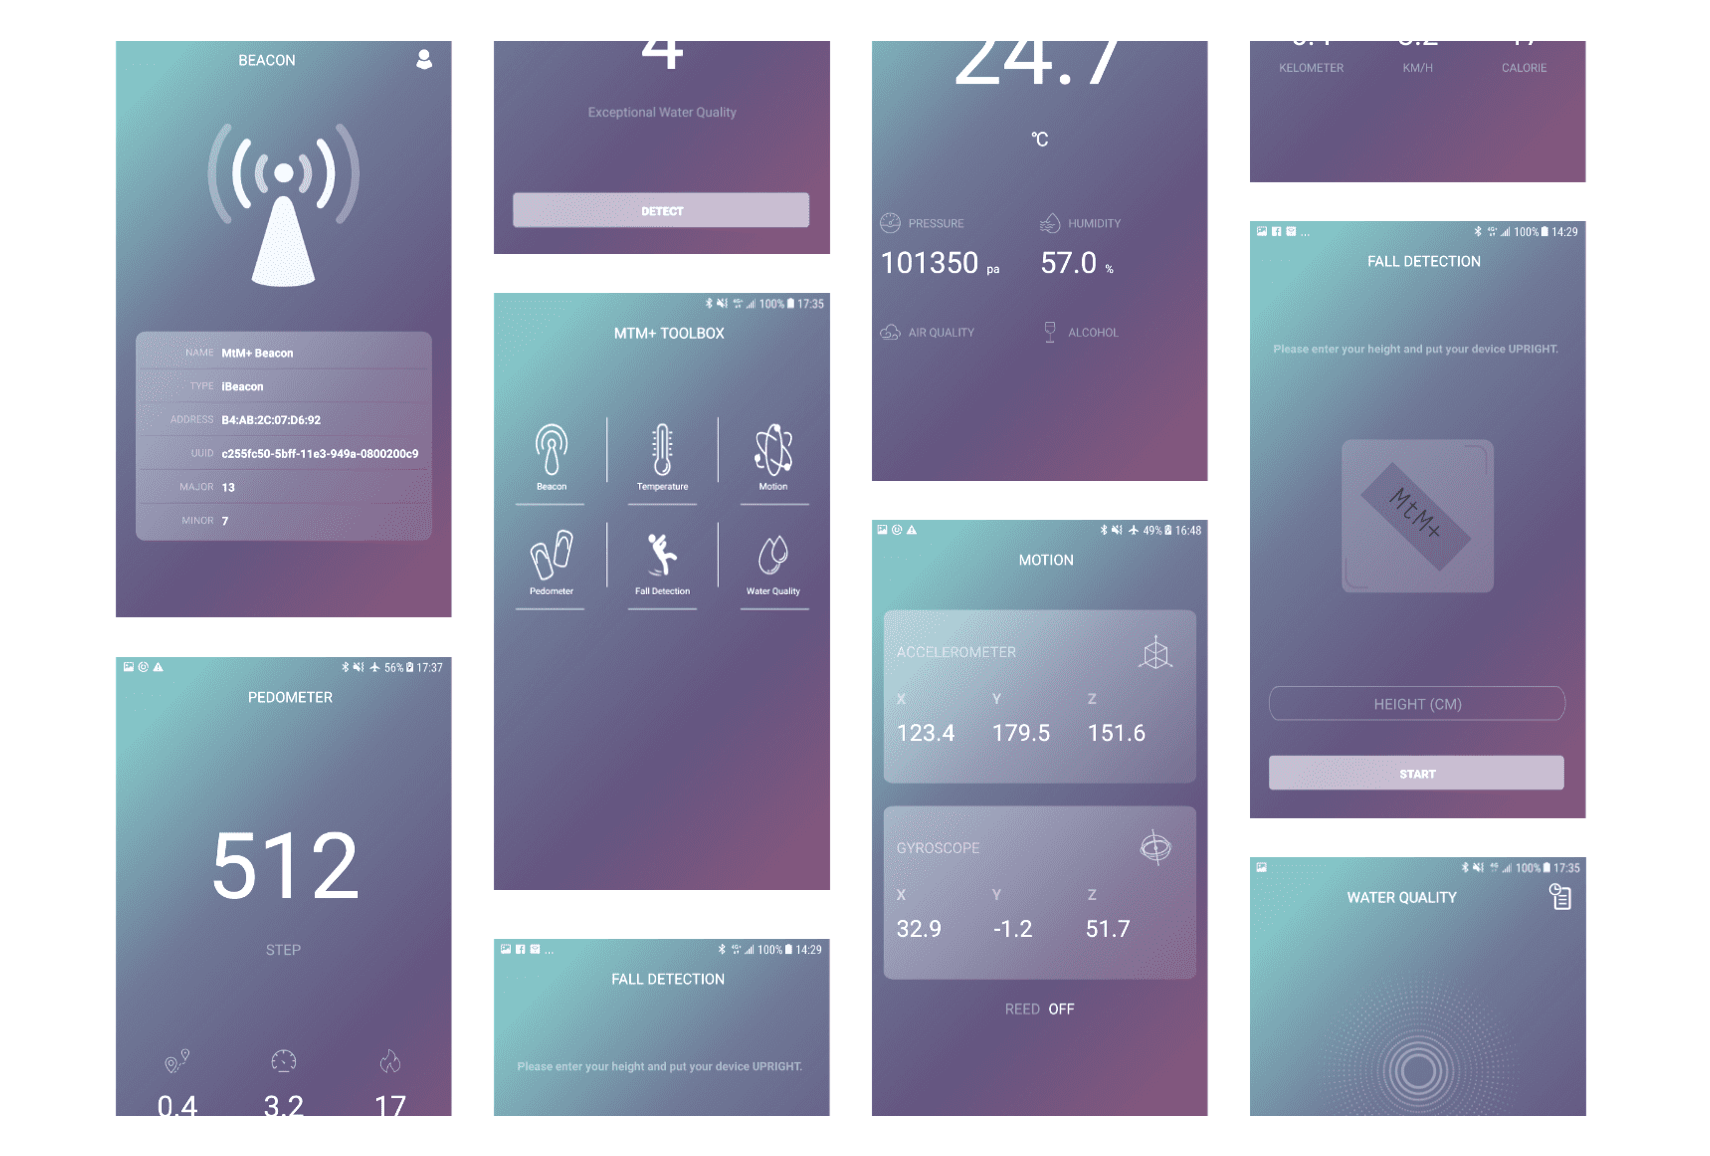 BEACON
NAME MtM+ Beacon
TYPE iBeacon
ADDRESS B4:AB:2C:07:D6:92
UUID c255fc50-5bff-11e3-949a-0800200c9
MAJOR 13
MINOR 7
56% 17:37
PEDOMETER
512
STEP
0.4 3.2 17
4
Exceptional Water Quality
DETECT
100% 17:35
MTM+ TOOLBOX
Beacon Temperature Motion
Pedometer Fall Detection Water Quality
... 4G+ 100% 14:29
FALL DETECTION
Please enter your height and put your device UPRIGHT.
24.7
°C
PRESSURE HUMIDITY
101350 pa 57.0 %
AIR QUALITY ALCOHOL
49% 16:48
MOTION
ACCELEROMETER
X Y Z
123.4 179.5 151.6
GYROSCOPE
X Y Z
32.9 -1.2 51.7
REED OFF
KELOMETER KM/H CALORIE
... 4G+ 100% 14:29
FALL DETECTION
Please enter your height and put your device UPRIGHT.
MtM+
HEIGHT (CM)
START
100% 17:35
WATER QUALITY